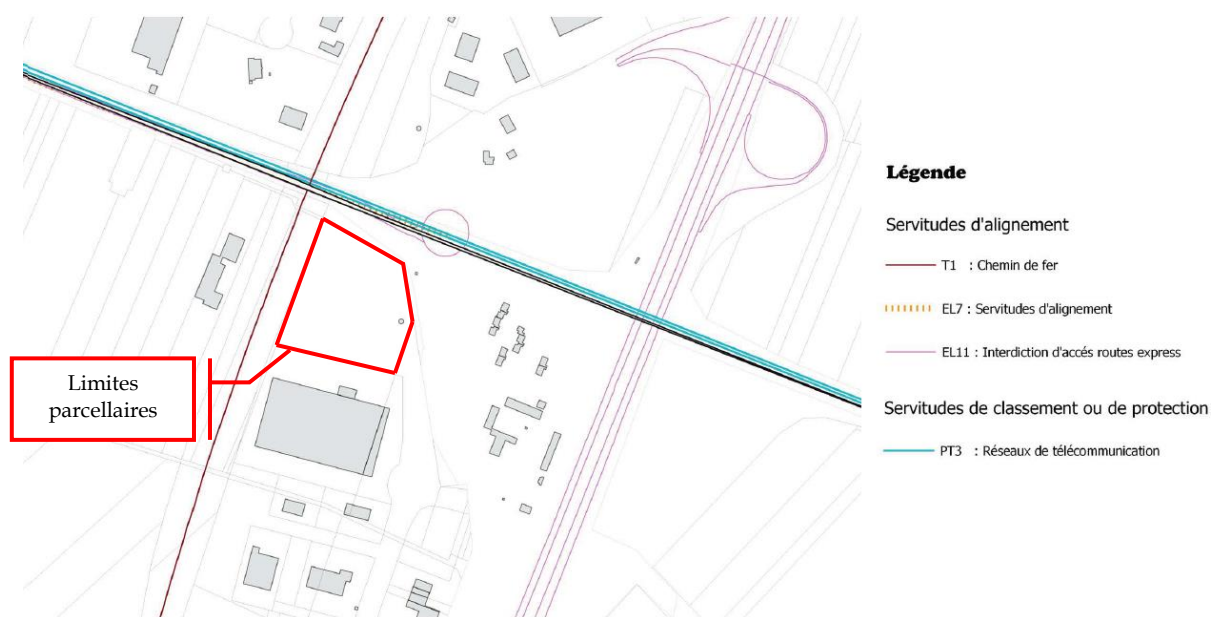 Limites
parcellaires
Légende
Servitudes d'alignement
T1 : Chemin de fer
EL7 : Servitudes d'alignement
EL11 : Interdiction d'accés routes express
Servitudes de classement ou de protection
PT3 : Réseaux de télécommunication